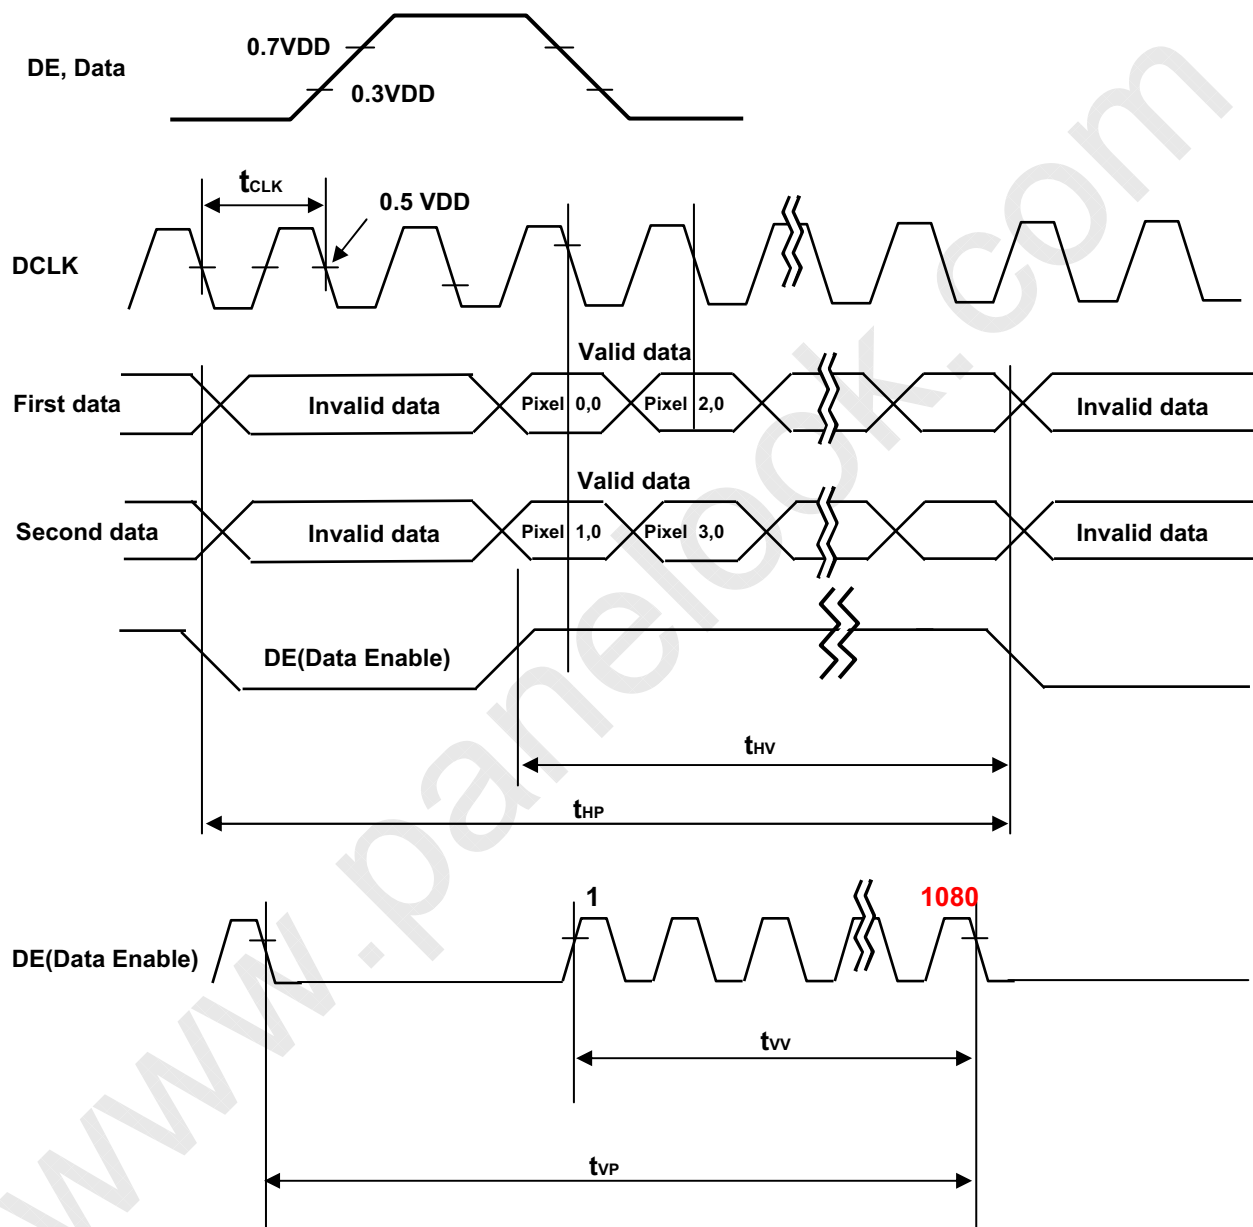 0.7VDD
DE, Data
0.3VDD
tCLK
0.5 VDD
DCLK
Valid data
First data
Invalid data
Pixel 0,0
Pixel 2,0
Invalid data
Valid data
Second data
Invalid data
Pixel 1,0
Pixel 3,0
Invalid data
DE(Data Enable)
tHV
tHP
1
1080
DE(Data Enable)
tVV
tVP
www.panelook.com